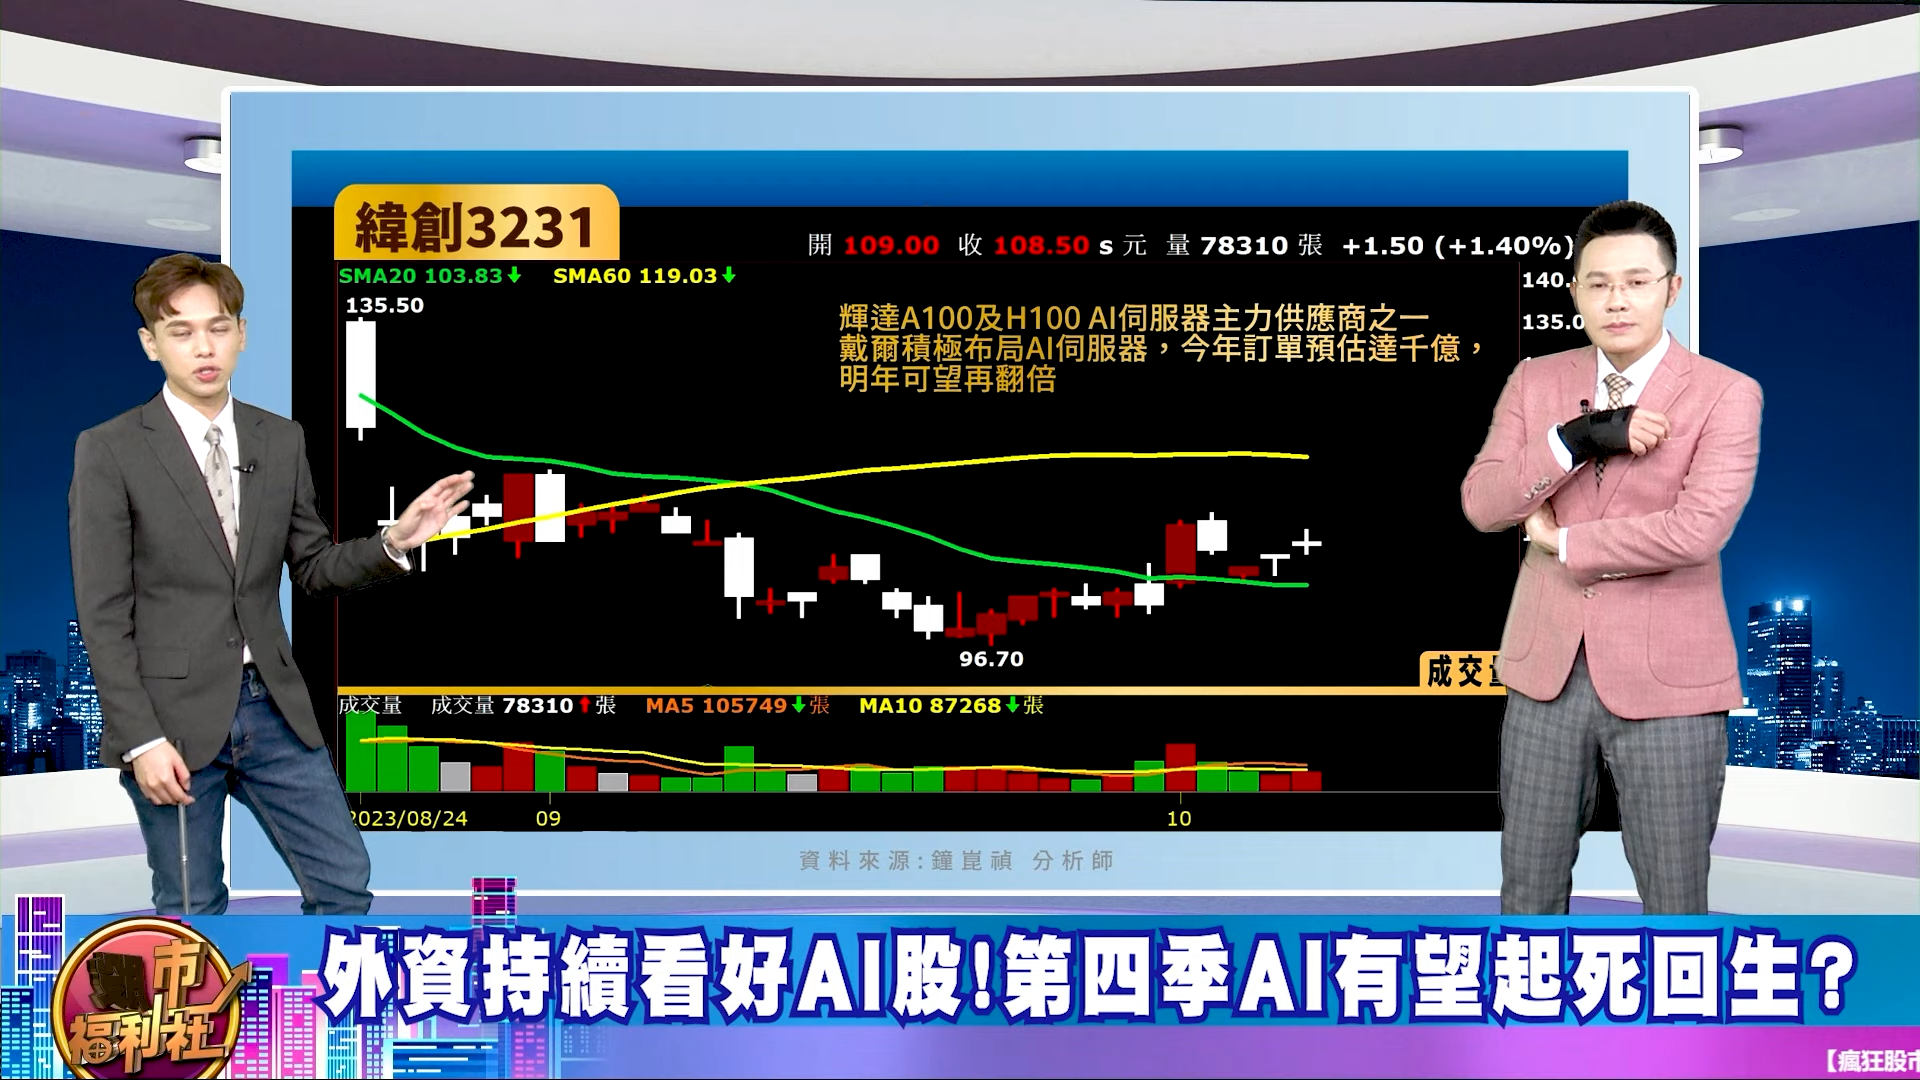 緯創3231
開 109.00 收 108.50 s 元 量 78310 張 +1.50 (+1.40%)
SMA20 103.83↓ SMA60 119.03↓
140.
135.50
135.0
輝達A100及H100 AI伺服器主力供應商之一
戴爾積極布局AI伺服器，今年訂單預估達千億，
明年可望再翻倍
96.70
成交
成交量 成交量 78310↑張 MA5 105749↓張 MA10 87268↓張
2023/08/24 09 10
資料來源:鐘崑禎 分析師
外資持續看好AI股!第四季AI有望起死回生?
市
福利社
【瘋狂股市